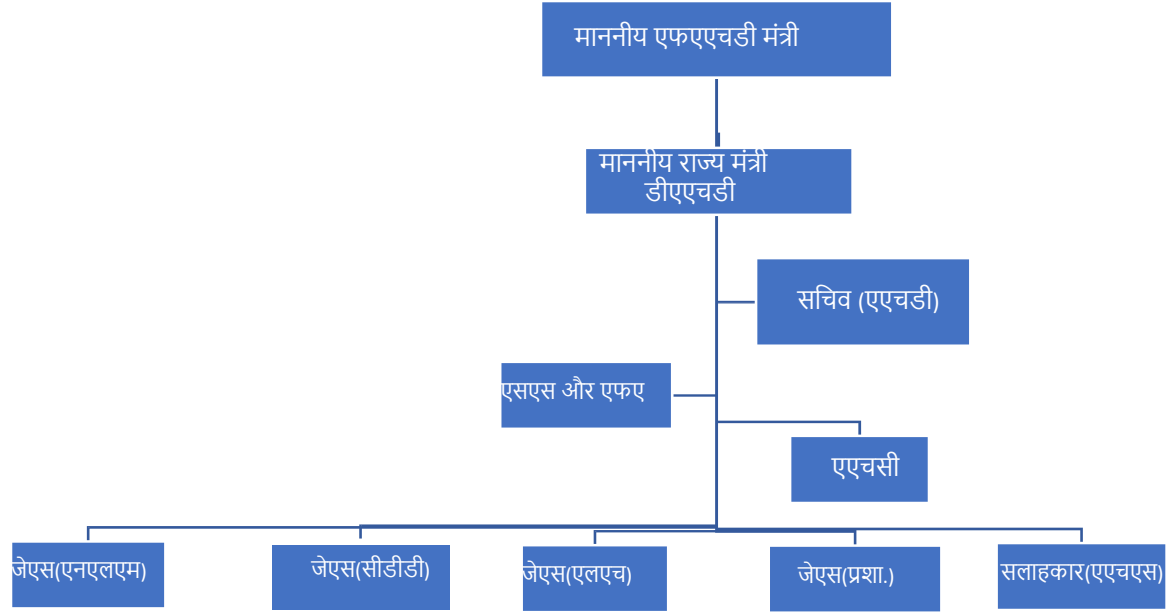 माननीय एफएएचडी मंत्री
माननीय राज्य मंत्री
डीएएचडी
सचिव (एएचडी)
एसएस और एफए
एएचसी
जेएस(एनएलएम)
जेएस(सीडीडी)
जेएस(एलएच)
जेएस(प्रशा.)
सलाहकार(एएचएस)